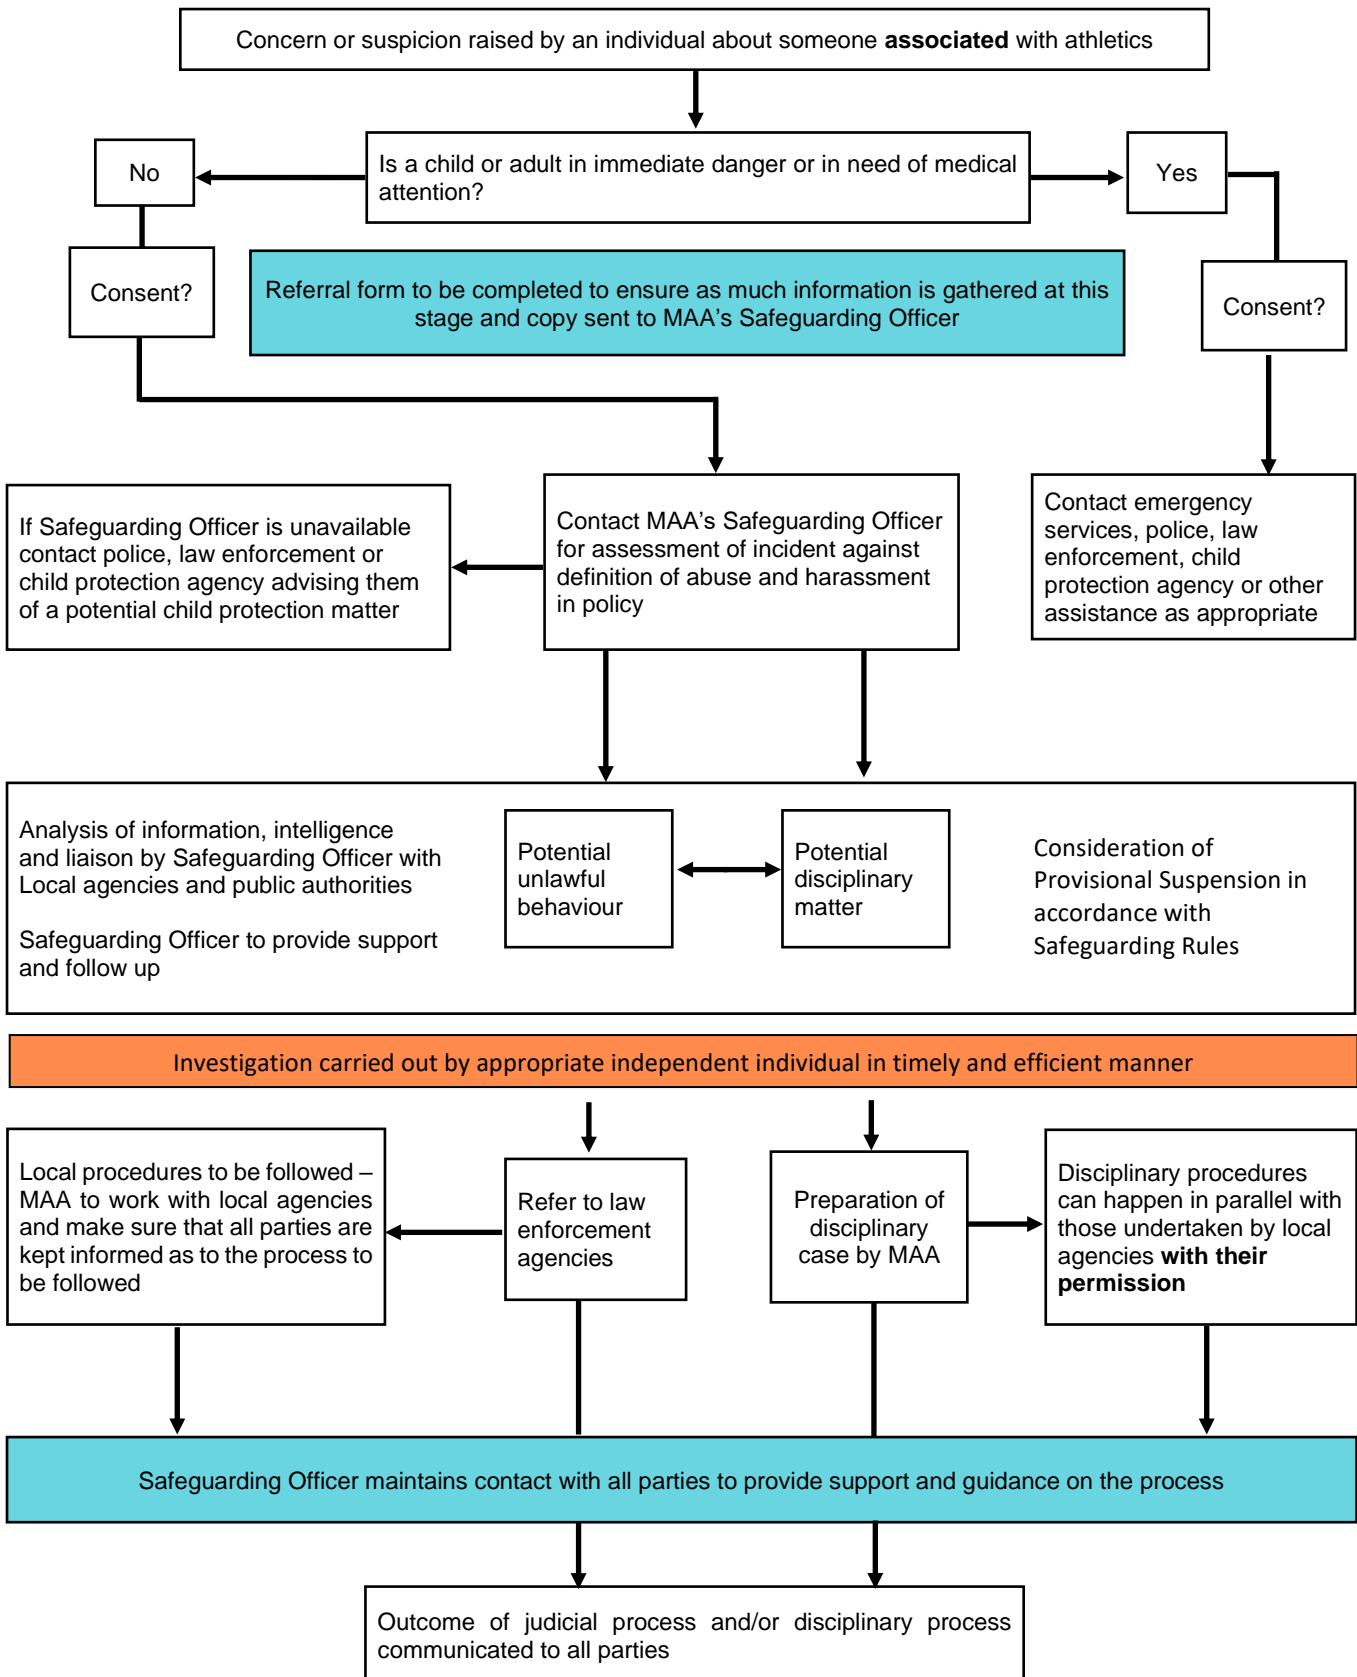 Concern or suspicion raised by an individual about someone associated with athletics
No
Is a child or adult in immediate danger or in need of medical
attention?
Yes
Consent?
Referral form to be completed to ensure as much information is gathered at this
stage and copy sent to MAA’s Safeguarding Officer
Consent?
If Safeguarding Officer is unavailable
contact police, law enforcement or
child protection agency advising them
of a potential child protection matter
Contact MAA’s Safeguarding Officer
for assessment of incident against
definition of abuse and harassment
in policy
Contact emergency
services, police, law
enforcement, child
protection agency or other
assistance as appropriate
Analysis of information, intelligence
and liaison by Safeguarding Officer with
Local agencies and public authorities
Safeguarding Officer to provide support
and follow up
Potential
unlawful
behaviour
Potential
disciplinary
matter
Consideration of
Provisional Suspension in
accordance with
Safeguarding Rules
Investigation carried out by appropriate independent individual in timely and efficient manner
Local procedures to be followed –
MAA to work with local agencies
and make sure that all parties are
kept informed as to the process to
be followed
Refer to law
enforcement
agencies
Preparation of
disciplinary
case by MAA
Disciplinary procedures
can happen in parallel with
those undertaken by local
agencies with their
permission
Safeguarding Officer maintains contact with all parties to provide support and guidance on the process
Outcome of judicial process and/or disciplinary process
communicated to all parties